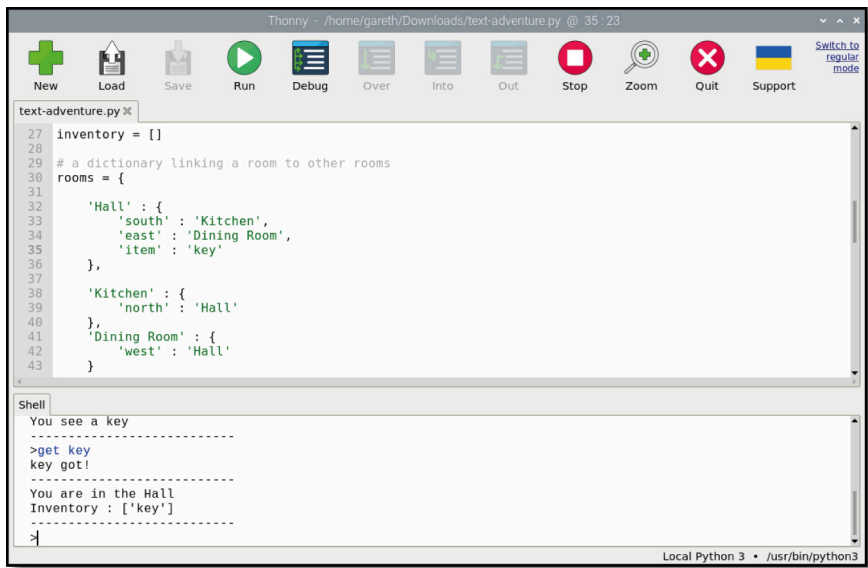 Thonny - /home/gareth/Downloads/text-adventure.py @ 35:23
New Load Save Run Debug Over Into Out Stop Zoom Quit Support
Switch to
regular
mode
text-adventure.py
27 inventory = []
28
29 # a dictionary linking a room to other rooms
30 rooms = {
31
32     'Hall' : {
33         'south' : 'Kitchen',
34         'east' : 'Dining Room',
35         'item' : 'key'
36     },
37
38     'Kitchen' : {
39         'north' : 'Hall'
40     },
41     'Dining Room' : {
42         'west' : 'Hall'
43     }
Shell
You see a key
---------------------------
>get key
key got!
---------------------------
You are in the Hall
Inventory : ['key']
---------------------------
>
Local Python 3 • /usr/bin/python3